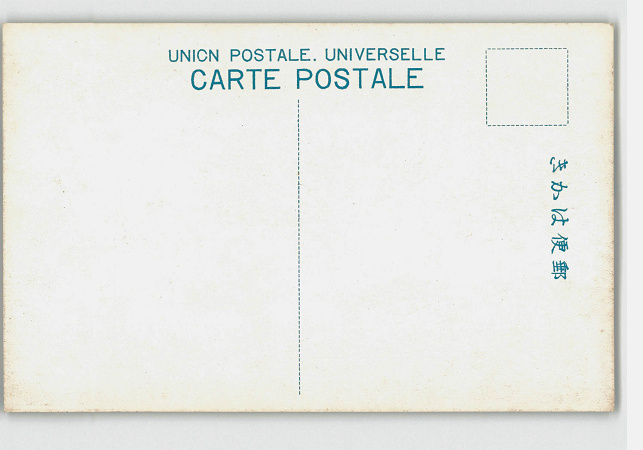 UNICN POSTALE. UNIVERSELLE
CARTE POSTALE
郵便はかき